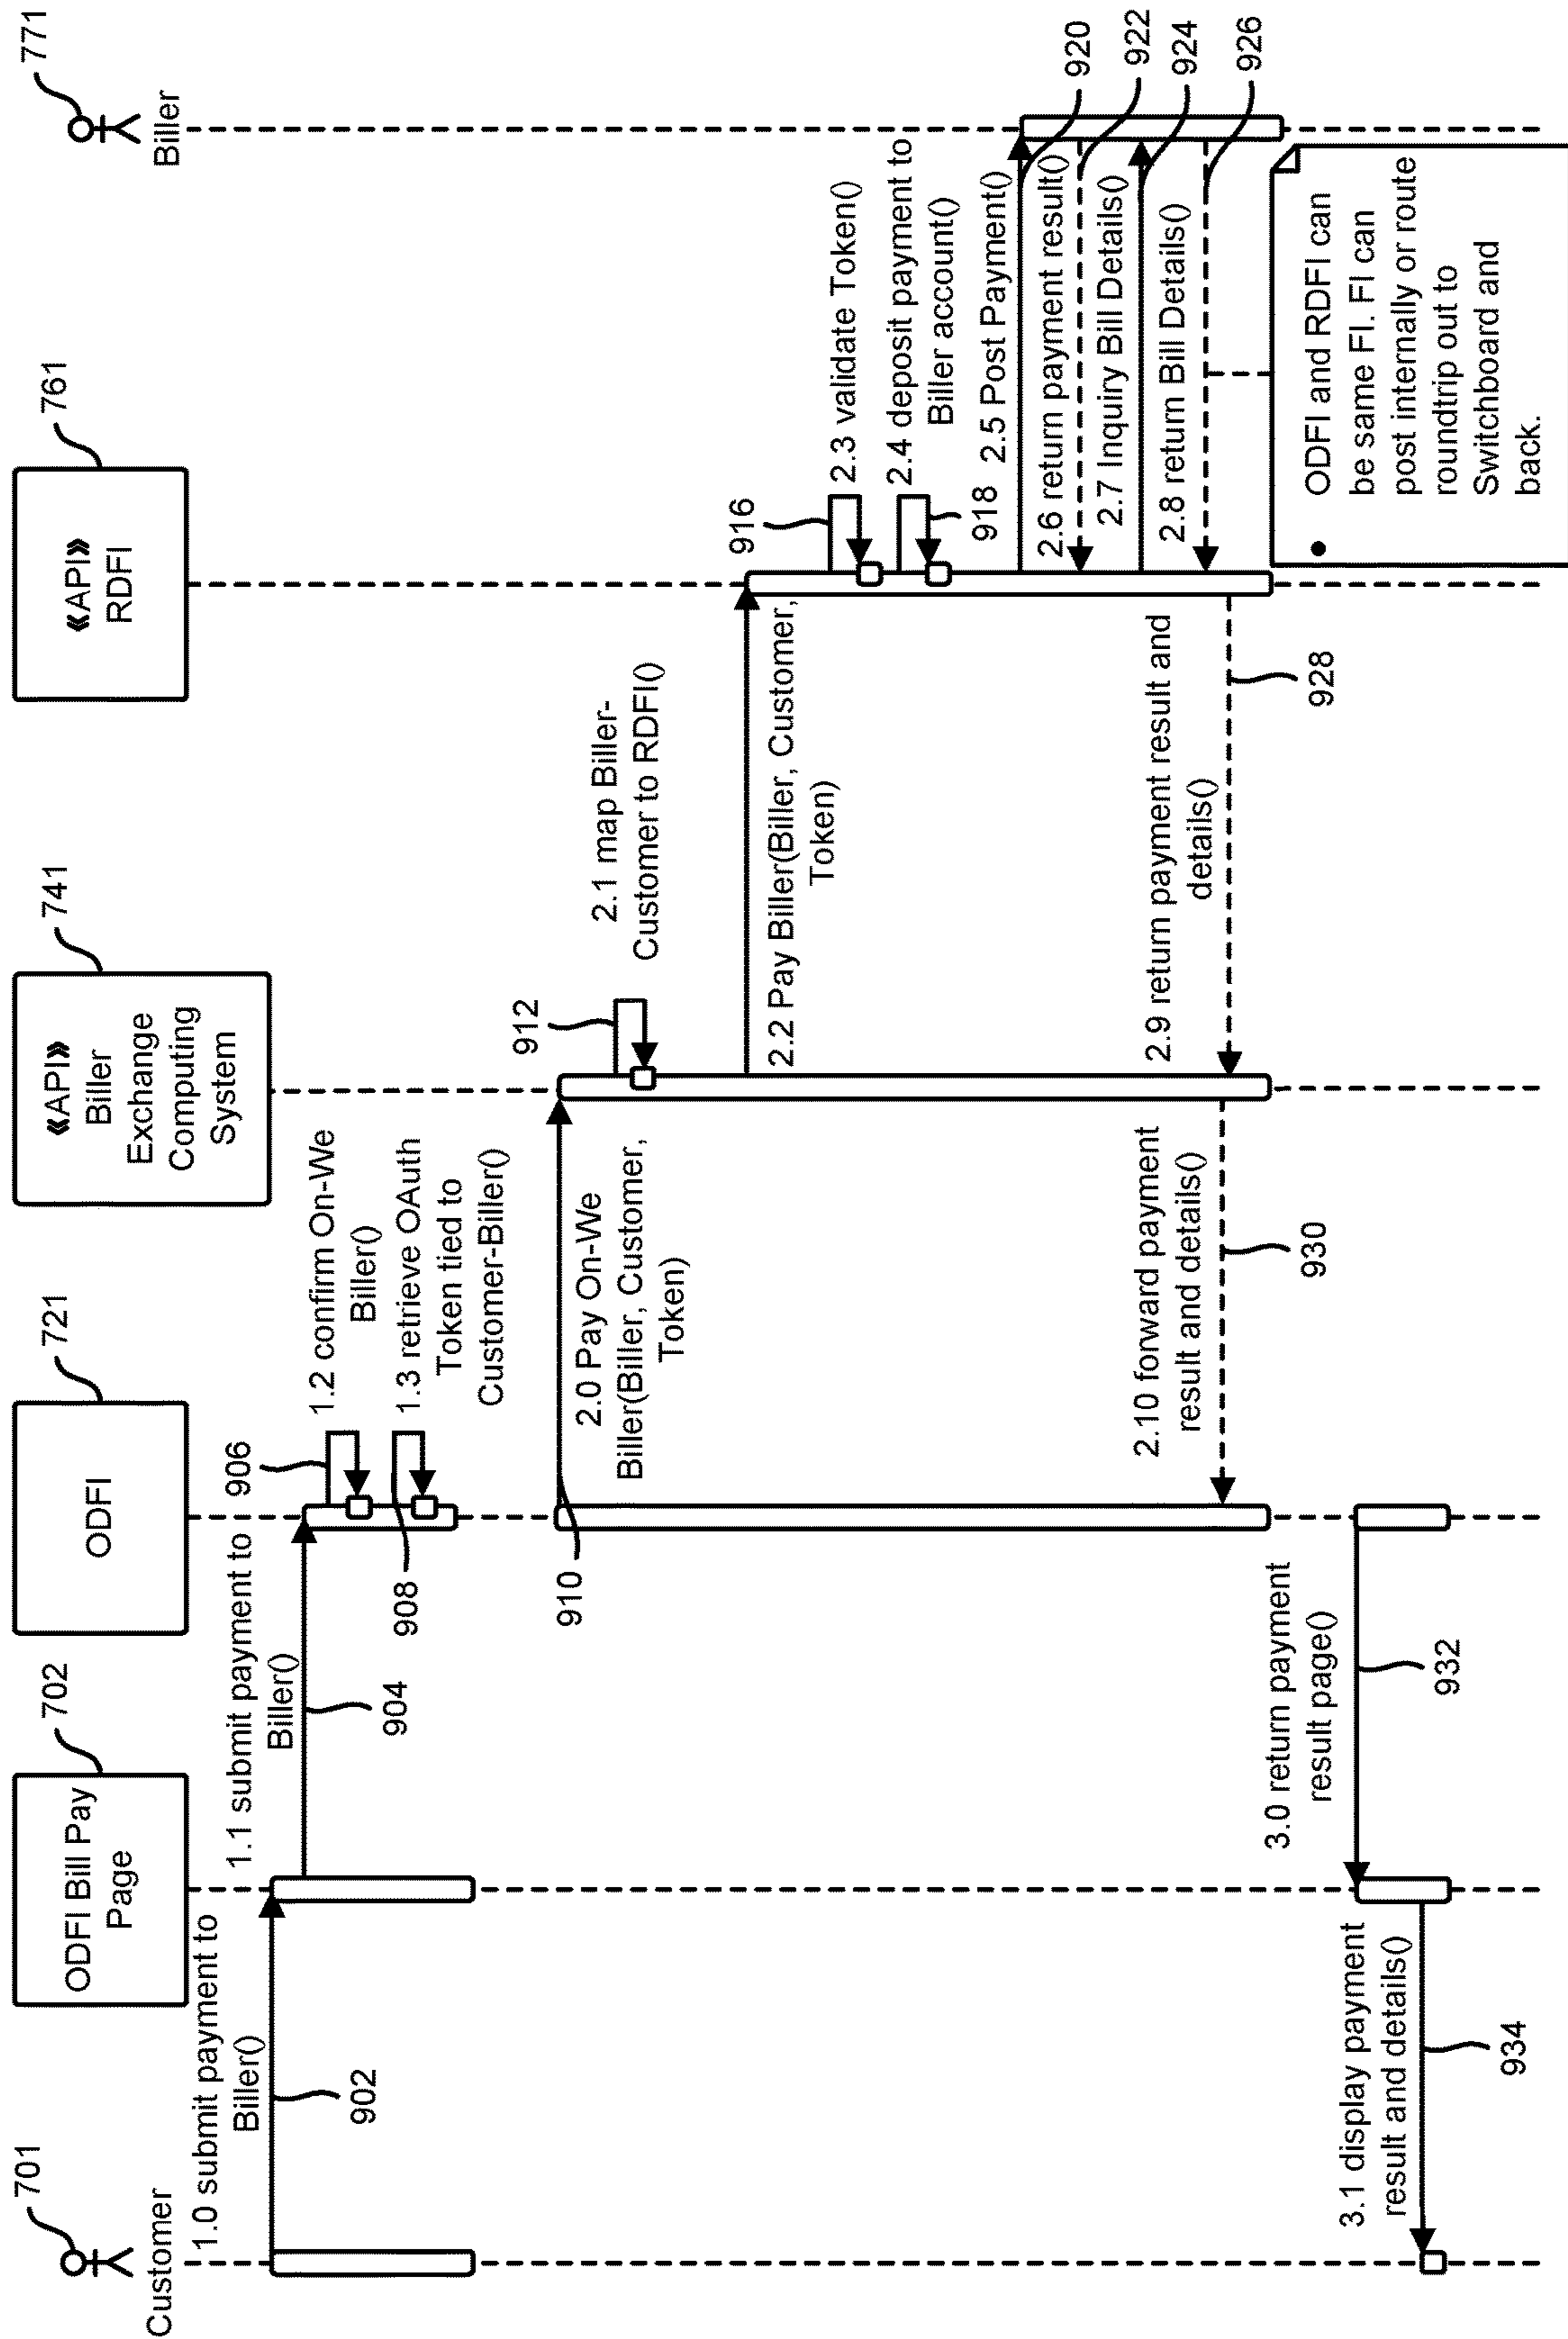 701
Customer
ODFI Bill Pay
Page
702
ODFI
721
«API»
Biller
Exchange
Computing
System
741
«API»
RDFI
761
771
Biller
1.0 submit payment to
Biller()
902
1.1 submit payment to
Biller()
904
906
1.2 confirm On-We
Biller()
908
1.3 retrieve OAuth
Token tied to
Customer-Biller()
910
2.0 Pay On-We
Biller(Biller, Customer,
Token)
912
2.1 map Biller-
Customer to RDFI()
2.2 Pay Biller(Biller, Customer,
Token)
916
2.3 validate Token()
2.4 deposit payment to
Biller account()
918
2.5 Post Payment()
920
2.6 return payment result()
922
2.7 Inquiry Bill Details()
924
2.8 return Bill Details()
926
• ODFI and RDFI can
be same FI. FI can
post internally or route
roundtrip out to
Switchboard and
back.
2.9 return payment result and
details()
928
2.10 forward payment
result and details()
930
3.0 return payment
result page()
932
3.1 display payment
result and details()
934